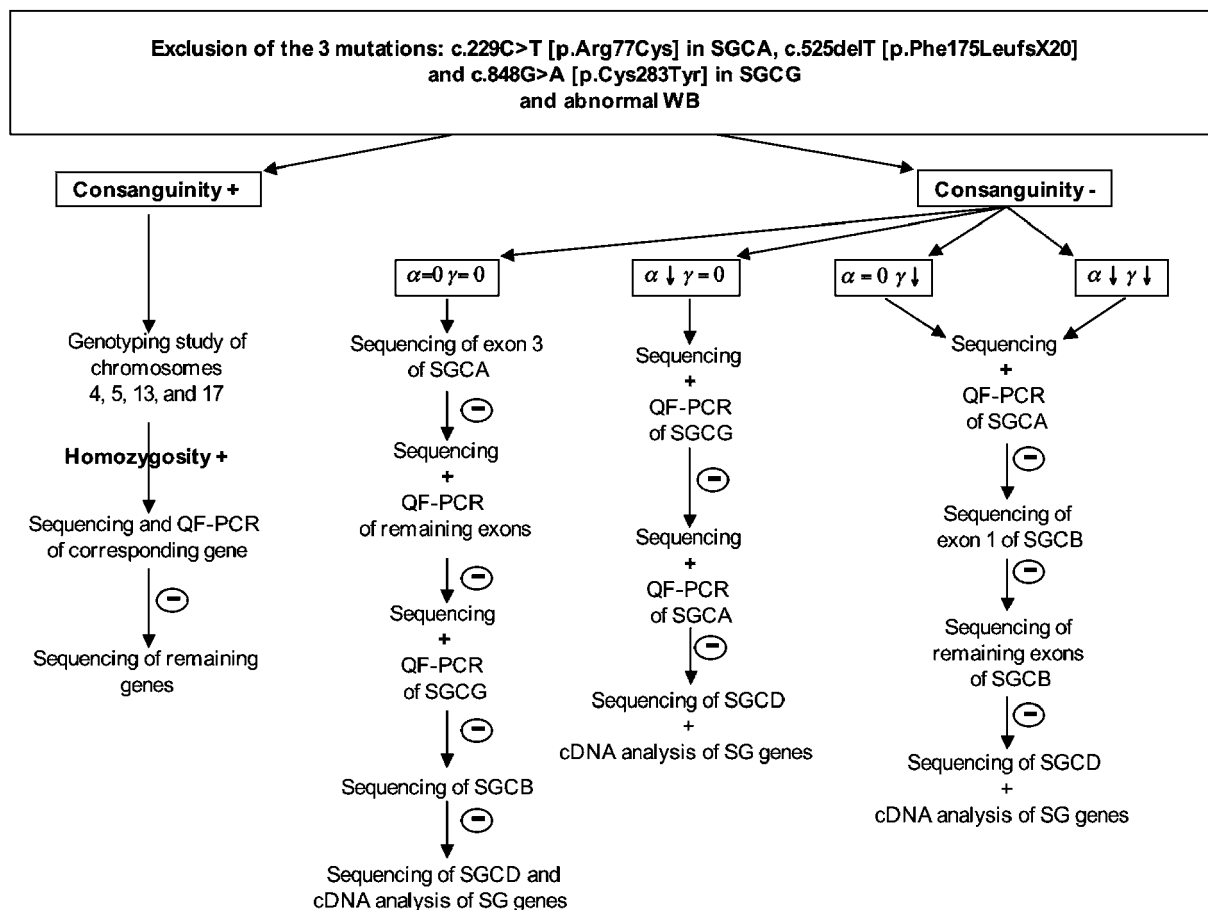 Exclusion of the 3 mutations: c.229C>T [p.Arg77Cys] in SGCA, c.525delT [p.Phe175LeufsX20]
and c.848G>A [p.Cys283Tyr] in SGCG
and abnormal WB
Consanguinity +
Genotyping study of
chromosomes
4, 5, 13, and 17
Homozygosity +
Sequencing and QF-PCR
of corresponding gene
−
Sequencing of remaining
genes
Consanguinity -
α=0 γ= 0
Sequencing of exon 3
of SGCA
−
Sequencing
+
QF-PCR
of remaining exons
−
Sequencing
+
QF-PCR
of SGCG
−
Sequencing of SGCB
−
Sequencing of SGCD and
cDNA analysis of SG genes
α ↓ γ = 0
Sequencing
+
QF-PCR
of SGCG
−
Sequencing
+
QF-PCR
of SGCA
−
Sequencing of SGCD
+
cDNA analysis of SG genes
α = 0 γ ↓
α ↓ γ ↓
Sequencing
+
QF-PCR
of SGCA
−
Sequencing of
exon 1 of SGCB
−
Sequencing of
remaining exons
of SGCB
−
Sequencing of SGCD
+
cDNA analysis of SG genes